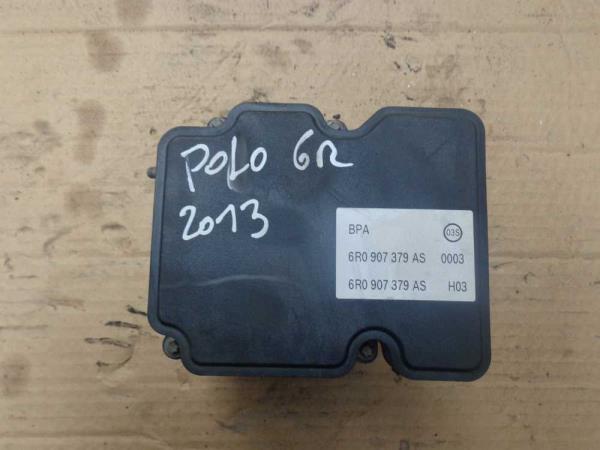 POLO 6R
2013
BPA 03S
6R0 907 379 AS 0003
6R0 907 379 AS H03